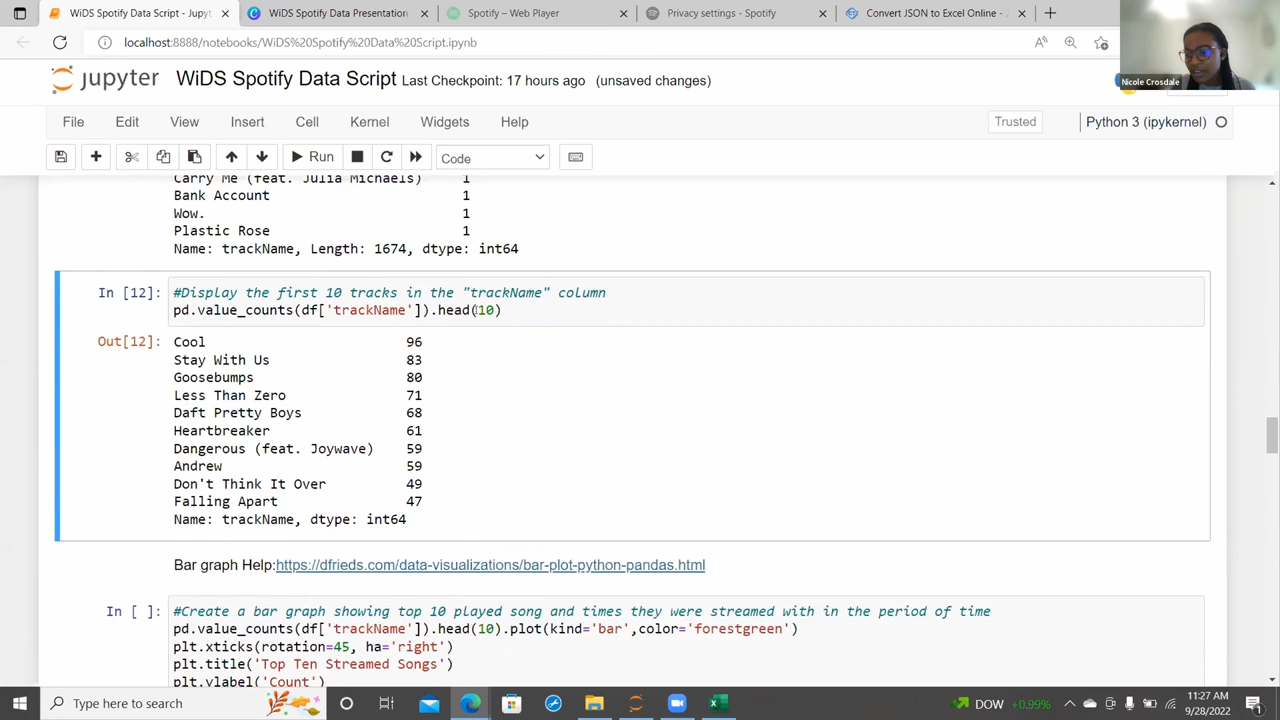 WiDS Spotify Data Script - Jupyt
WiDS Spotify Data Presentation
Spotify – Web Player
Privacy settings - Spotify
Convert JSON to Excel Online -
localhost:8888/notebooks/WiDS%20Spotify%20Data%20Script.ipynb
Nicole Crosdale
jupyter WiDS Spotify Data Script Last Checkpoint: 17 hours ago (unsaved changes)
File Edit View Insert Cell Kernel Widgets Help Trusted Python 3 (ipykernel)
Run Code
Carry Me (feat. Julia Michaels) 1
Bank Account 1
Wow. 1
Plastic Rose 1
Name: trackName, Length: 1674, dtype: int64
In [12]: #Display the first 10 tracks in the "trackName" column
pd.value_counts(df['trackName']).head(10)
Out[12]: Cool 96
Stay With Us 83
Goosebumps 80
Less Than Zero 71
Daft Pretty Boys 68
Heartbreaker 61
Dangerous (feat. Joywave) 59
Andrew 59
Don't Think It Over 49
Falling Apart 47
Name: trackName, dtype: int64
Bar graph Help:https://dfrieds.com/data-visualizations/bar-plot-python-pandas.html
In [ ]: #Create a bar graph showing top 10 played song and times they were streamed with in the period of time
pd.value_counts(df['trackName']).head(10).plot(kind='bar',color='forestgreen')
plt.xticks(rotation=45, ha='right')
plt.title('Top Ten Streamed Songs')
plt.ylabel('Count')
Type here to search
DOW +0.99%
11:27 AM
9/28/2022